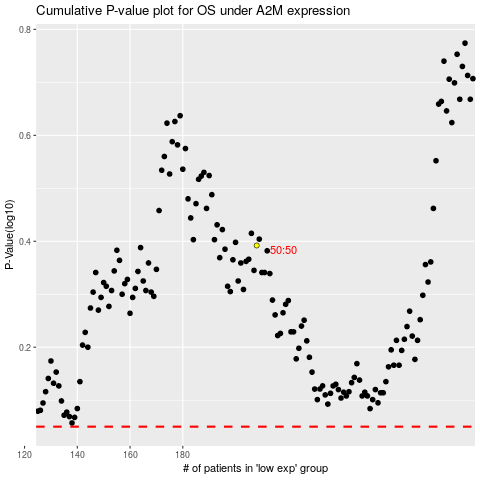 Cumulative P-value plot for OS under A2M expression
0.8
0.6
0.4
0.2
P-Value(log10)
50:50
120 140 160 180
# of patients in 'low exp' group